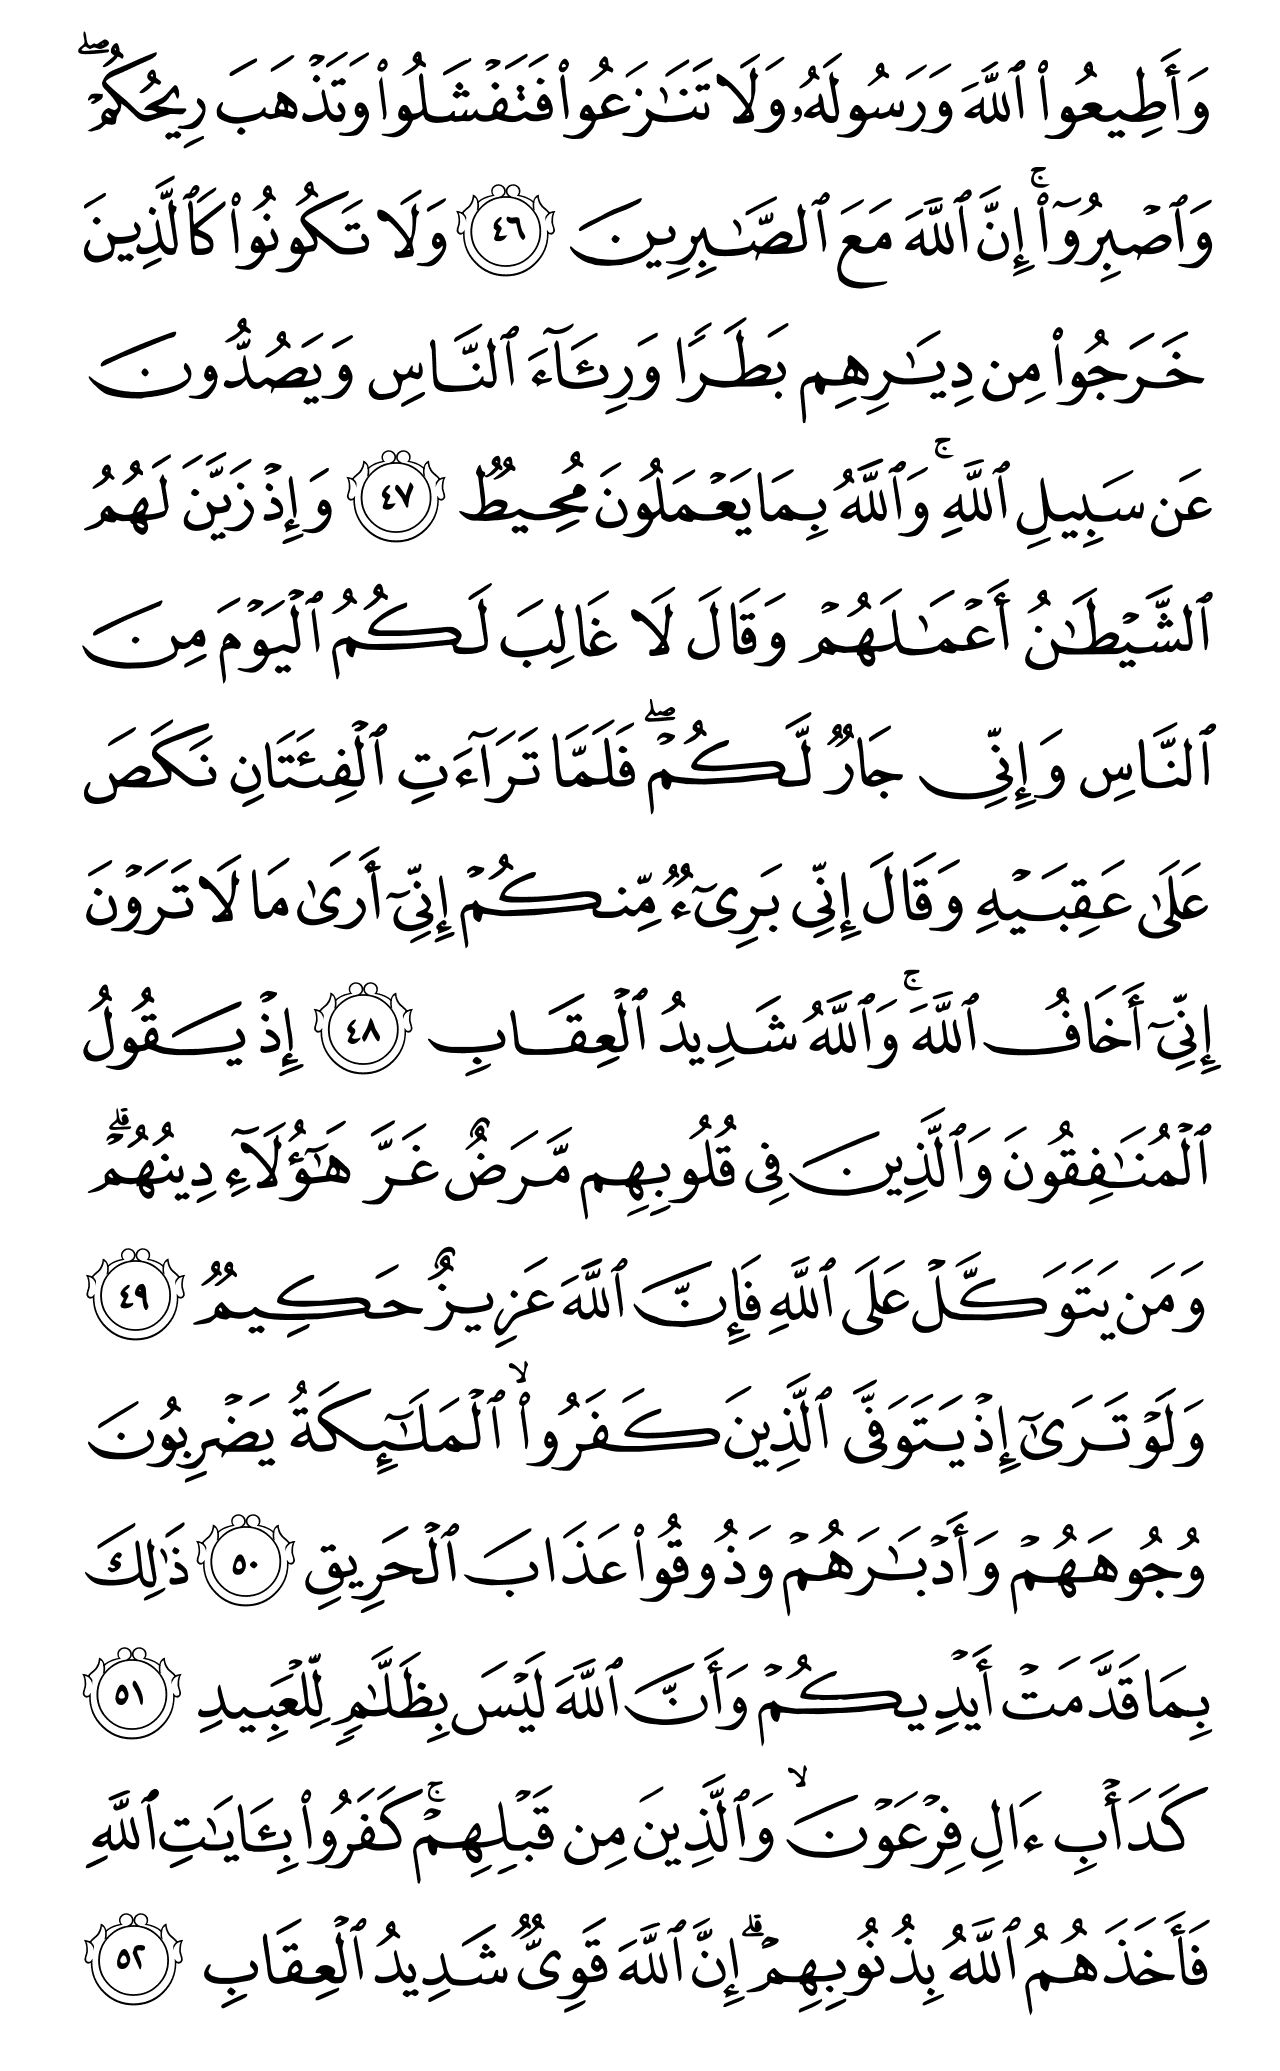 وَأَطِيعُوا۟ ٱللَّهَ وَرَسُولَهُۥ وَلَا تَنَـٰزَعُوا۟ فَتَفْشَلُوا۟ وَتَذْهَبَ رِيحُكُمْ ۖ
وَٱصْبِرُوٓا۟ ۚ إِنَّ ٱللَّهَ مَعَ ٱلصَّـٰبِرِينَ ٤٦ وَلَا تَكُونُوا۟ كَٱلَّذِينَ
خَرَجُوا۟ مِن دِيَـٰرِهِم بَطَرًا وَرِئَآءَ ٱلنَّاسِ وَيَصُدُّونَ
عَن سَبِيلِ ٱللَّهِ ۚ وَٱللَّهُ بِمَا يَعْمَلُونَ مُحِيطٌ ٤٧ وَإِذْ زَيَّنَ لَهُمُ
ٱلشَّيْطَـٰنُ أَعْمَـٰلَهُمْ وَقَالَ لَا غَالِبَ لَكُمُ ٱلْيَوْمَ مِنَ
ٱلنَّاسِ وَإِنِّى جَارٌ لَّكُمْ ۖ فَلَمَّا تَرَآءَتِ ٱلْفِئَتَانِ نَكَصَ
عَلَىٰ عَقِبَيْهِ وَقَالَ إِنِّى بَرِىٓءٌ مِّنكُمْ إِنِّىٓ أَرَىٰ مَا لَا تَرَوْنَ
إِنِّىٓ أَخَافُ ٱللَّهَ ۚ وَٱللَّهُ شَدِيدُ ٱلْعِقَابِ ٤٨ إِذْ يَقُولُ
ٱلْمُنَـٰفِقُونَ وَٱلَّذِينَ فِى قُلُوبِهِم مَّرَضٌ غَرَّ هَـٰٓؤُلَآءِ دِينُهُمْ ۗ
وَمَن يَتَوَكَّلْ عَلَى ٱللَّهِ فَإِنَّ ٱللَّهَ عَزِيزٌ حَكِيمٌ ٤٩
وَلَوْ تَرَىٰٓ إِذْ يَتَوَفَّى ٱلَّذِينَ كَفَرُوا۟ ۙ ٱلْمَلَـٰٓئِكَةُ يَضْرِبُونَ
وُجُوهَهُمْ وَأَدْبَـٰرَهُمْ وَذُوقُوا۟ عَذَابَ ٱلْحَرِيقِ ٥٠ ذَٰلِكَ
بِمَا قَدَّمَتْ أَيْدِيكُمْ وَأَنَّ ٱللَّهَ لَيْسَ بِظَلَّـٰمٍ لِّلْعَبِيدِ ٥١
كَدَأْبِ ءَالِ فِرْعَوْنَ ۙ وَٱلَّذِينَ مِن قَبْلِهِمْ ۚ كَفَرُوا۟ بِـَٔايَـٰتِ ٱللَّهِ
فَأَخَذَهُمُ ٱللَّهُ بِذُنُوبِهِمْ ۗ إِنَّ ٱللَّهَ قَوِىٌّ شَدِيدُ ٱلْعِقَابِ ٥٢